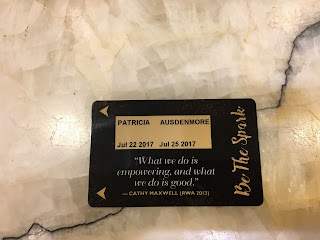 PATRICIA AUSDENMORE
Jul 22 2017 Jul 25 2017
"What we do is
empowering, and what
we do is good."
— CATHY MAXWELL (RWA 2013)
Be The Spark